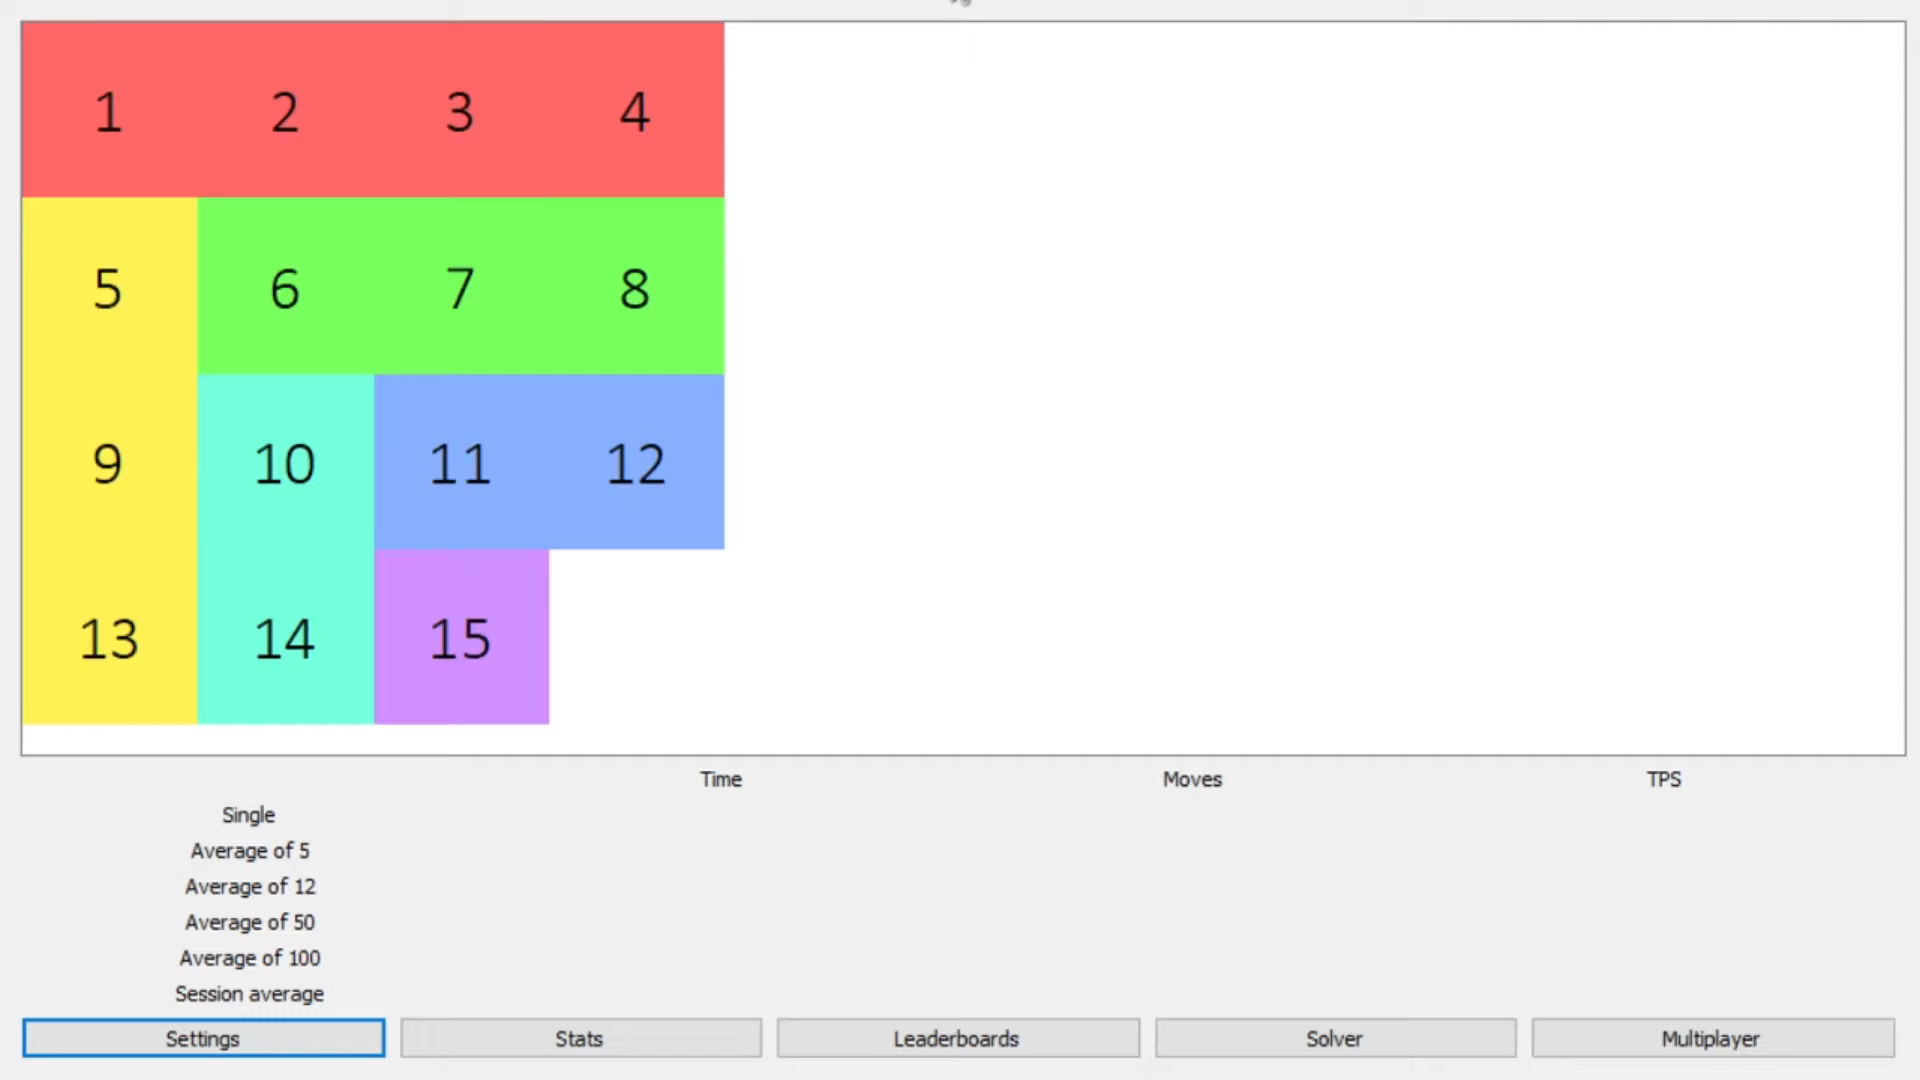 1 2 3 4
5 6 7 8
9 10 11 12
13 14 15
Time Moves TPS
Single
Average of 5
Average of 12
Average of 50
Average of 100
Session average
Settings Stats Leaderboards Solver Multiplayer